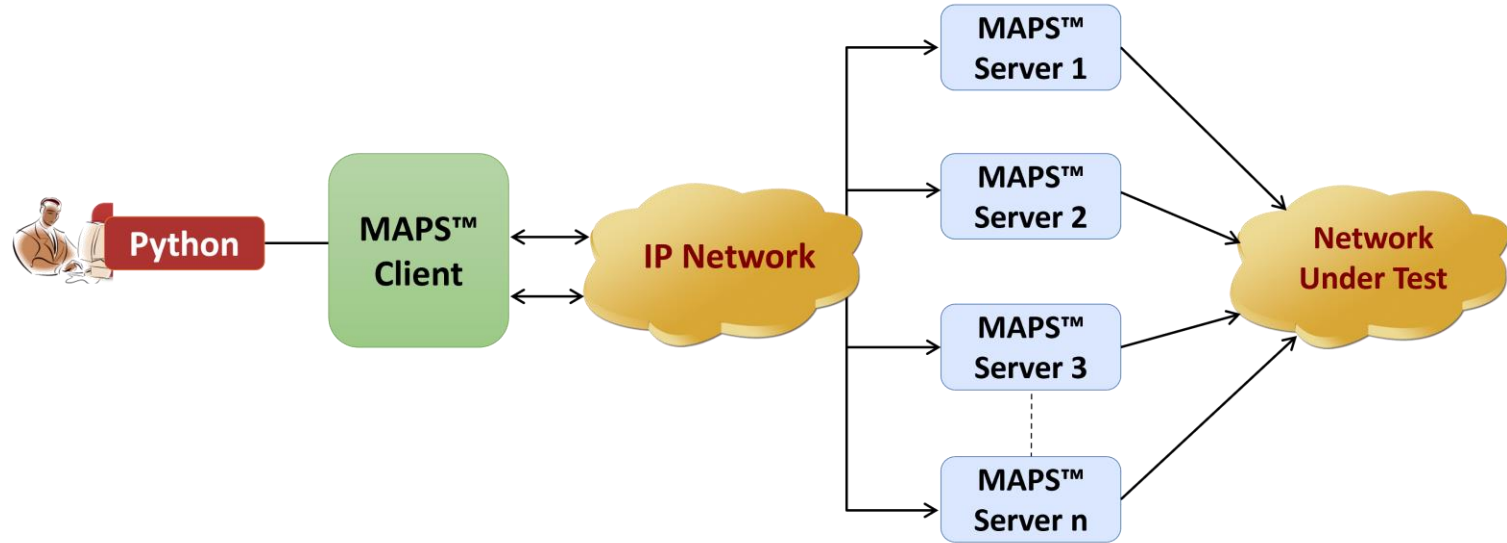 Python
MAPS™
Client
IP Network
MAPS™
Server 1
MAPS™
Server 2
MAPS™
Server 3
MAPS™
Server n
Network
Under Test